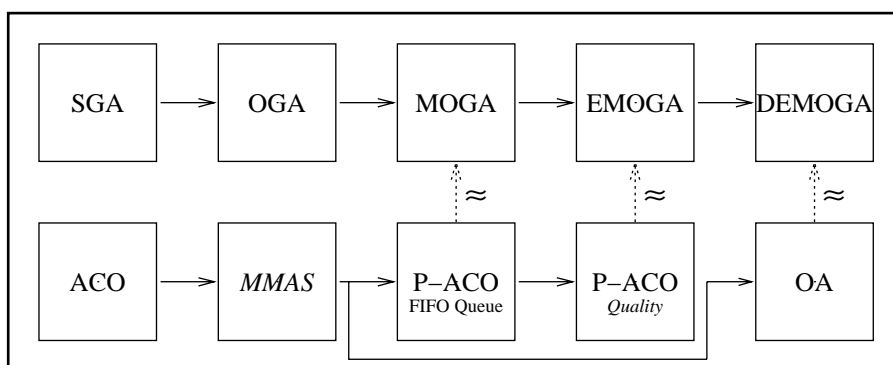 SGA
OGA
MOGA
EMOGA
DEMOGA
≈
≈
≈
ACO
MMAS
P–ACO
FIFO Queue
P–ACO
Quality
OA